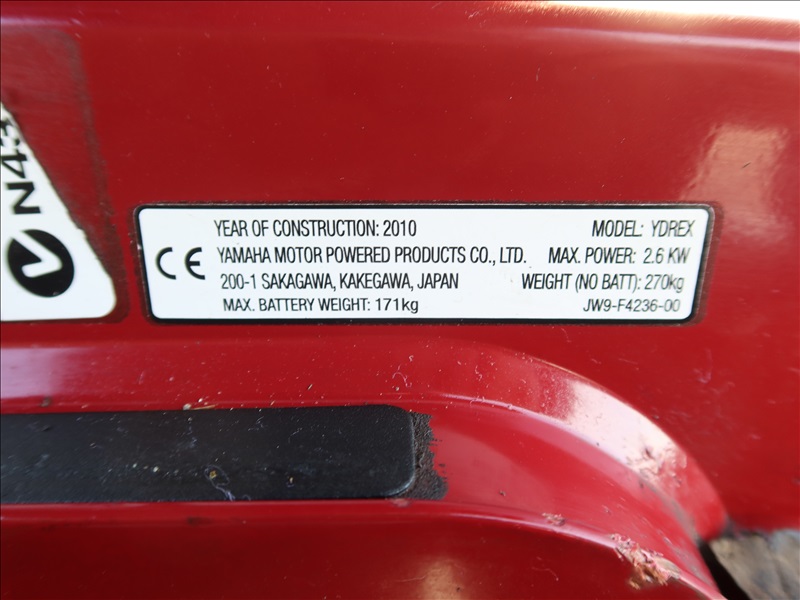 N43
YEAR OF CONSTRUCTION: 2010 MODEL: YDREX
CE YAMAHA MOTOR POWERED PRODUCTS CO., LTD. MAX. POWER: 2.6 KW
200-1 SAKAGAWA, KAKEGAWA, JAPAN WEIGHT (NO BATT): 270kg
MAX. BATTERY WEIGHT: 171kg JW9-F4236-00